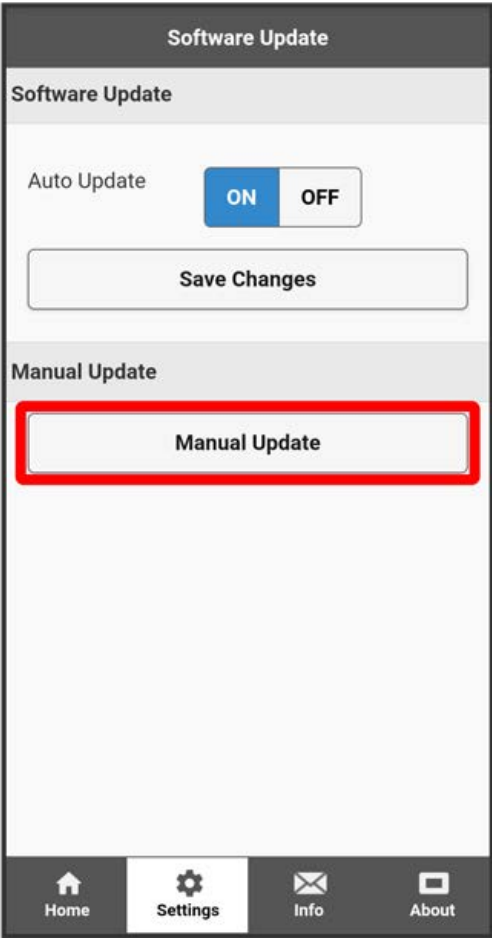 Software Update
Software Update
Auto Update
ON OFF
Save Changes
Manual Update
Manual Update
Home Settings Info About